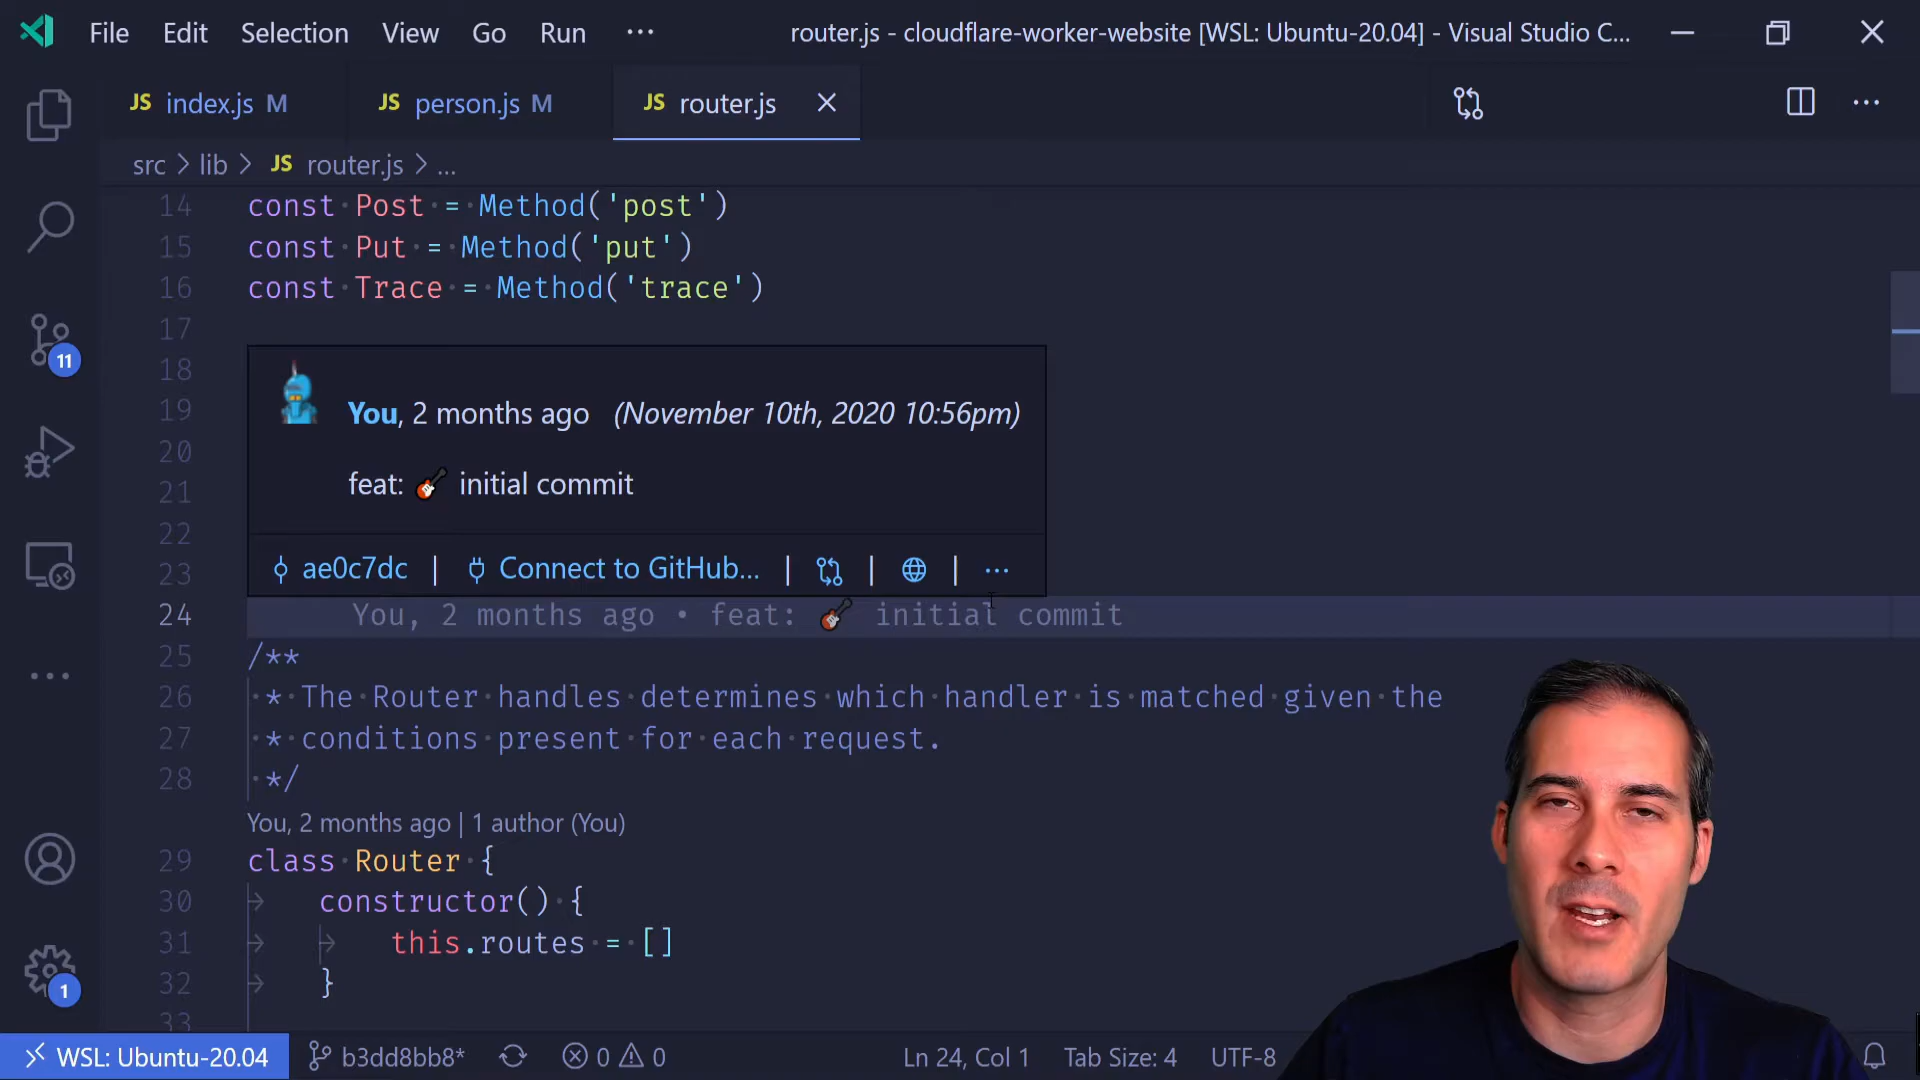 File Edit Selection View Go Run ··· router.js - cloudflare-worker-website [WSL: Ubuntu-20.04] - Visual Studio C...
JS index.js M JS person.js M JS router.js
src > lib > JS router.js > ...
14 const Post = Method('post')
15 const Put = Method('put')
16 const Trace = Method('trace')
17
18
19
You, 2 months ago (November 10th, 2020 10:56pm)
20
21
feat: 🎸 initial commit
22
23
ae0c7dc | Connect to GitHub... | | | ...
24 You, 2 months ago • feat: 🎸 initial commit
25 /**
26 * The Router handles determines which handler is matched given the
27 * conditions present for each request.
28 */
You, 2 months ago | 1 author (You)
29 class Router {
30 constructor() {
31 this.routes = []
32 }
33
11
1
WSL: Ubuntu-20.04 b3dd8bb8* 0 0 Ln 24, Col 1 Tab Size: 4 UTF-8